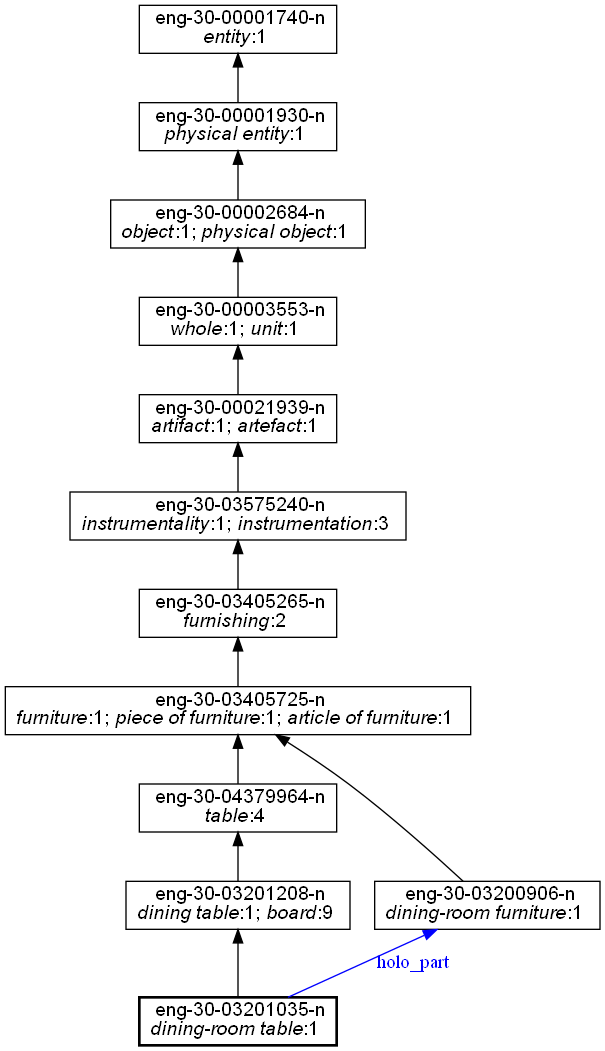 eng-30-00001740-n
entity:1
eng-30-00001930-n
physical entity:1
eng-30-00002684-n
object:1; physical object:1
eng-30-00003553-n
whole:1; unit:1
eng-30-00021939-n
artifact:1; artefact:1
eng-30-03575240-n
instrumentality:1; instrumentation:3
eng-30-03405265-n
furnishing:2
eng-30-03405725-n
furniture:1; piece of furniture:1; article of furniture:1
eng-30-04379964-n
table:4
eng-30-03201208-n
dining table:1; board:9
eng-30-03200906-n
dining-room furniture:1
holo_part
eng-30-03201035-n
dining-room table:1